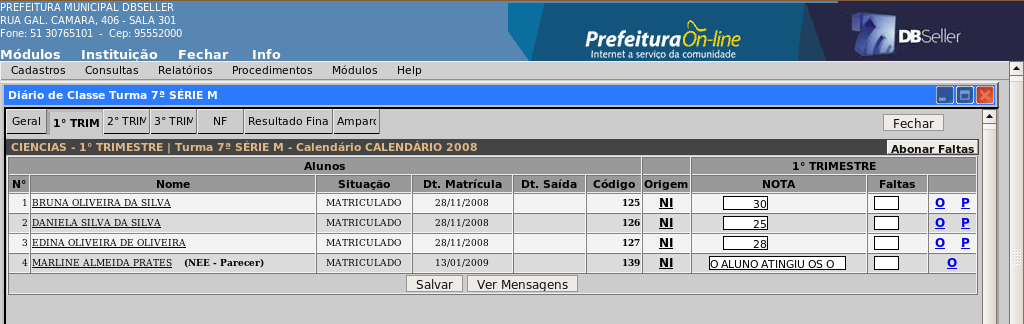 PREFEITURA MUNICIPAL DBSELLER
RUA GAL. CAMARA, 406 - SALA 301
Fone: 51 30765101 - Cep: 95552000
Prefeitura On-line
Internet a serviço da comunidade
DBSeller
Módulos Instituição Fechar Info
Cadastros Consultas Relatórios Procedimentos Módulos Help
Diário de Classe Turma 7ª SÉRIE M
Geral 1° TRIM 2° TRIM 3° TRIM NF Resultado Fina Amparo Fechar
CIENCIAS - 1° TRIMESTRE | Turma 7ª SÉRIE M - Calendário CALENDÁRIO 2008 Abonar Faltas
Alunos 1° TRIMESTRE
N° Nome Situação Dt. Matrícula Dt. Saída Código Origem NOTA Faltas
1 BRUNA OLIVEIRA DA SILVA MATRICULADO 28/11/2008 125 NI 30 O P
2 DANIELA SILVA DA SILVA MATRICULADO 28/11/2008 126 NI 25 O P
3 EDINA OLIVEIRA DE OLIVEIRA MATRICULADO 28/11/2008 127 NI 28 O P
4 MARLINE ALMEIDA PRATES (NEE - Parecer) MATRICULADO 13/01/2009 139 NI O ALUNO ATINGIU OS O O
Salvar Ver Mensagens